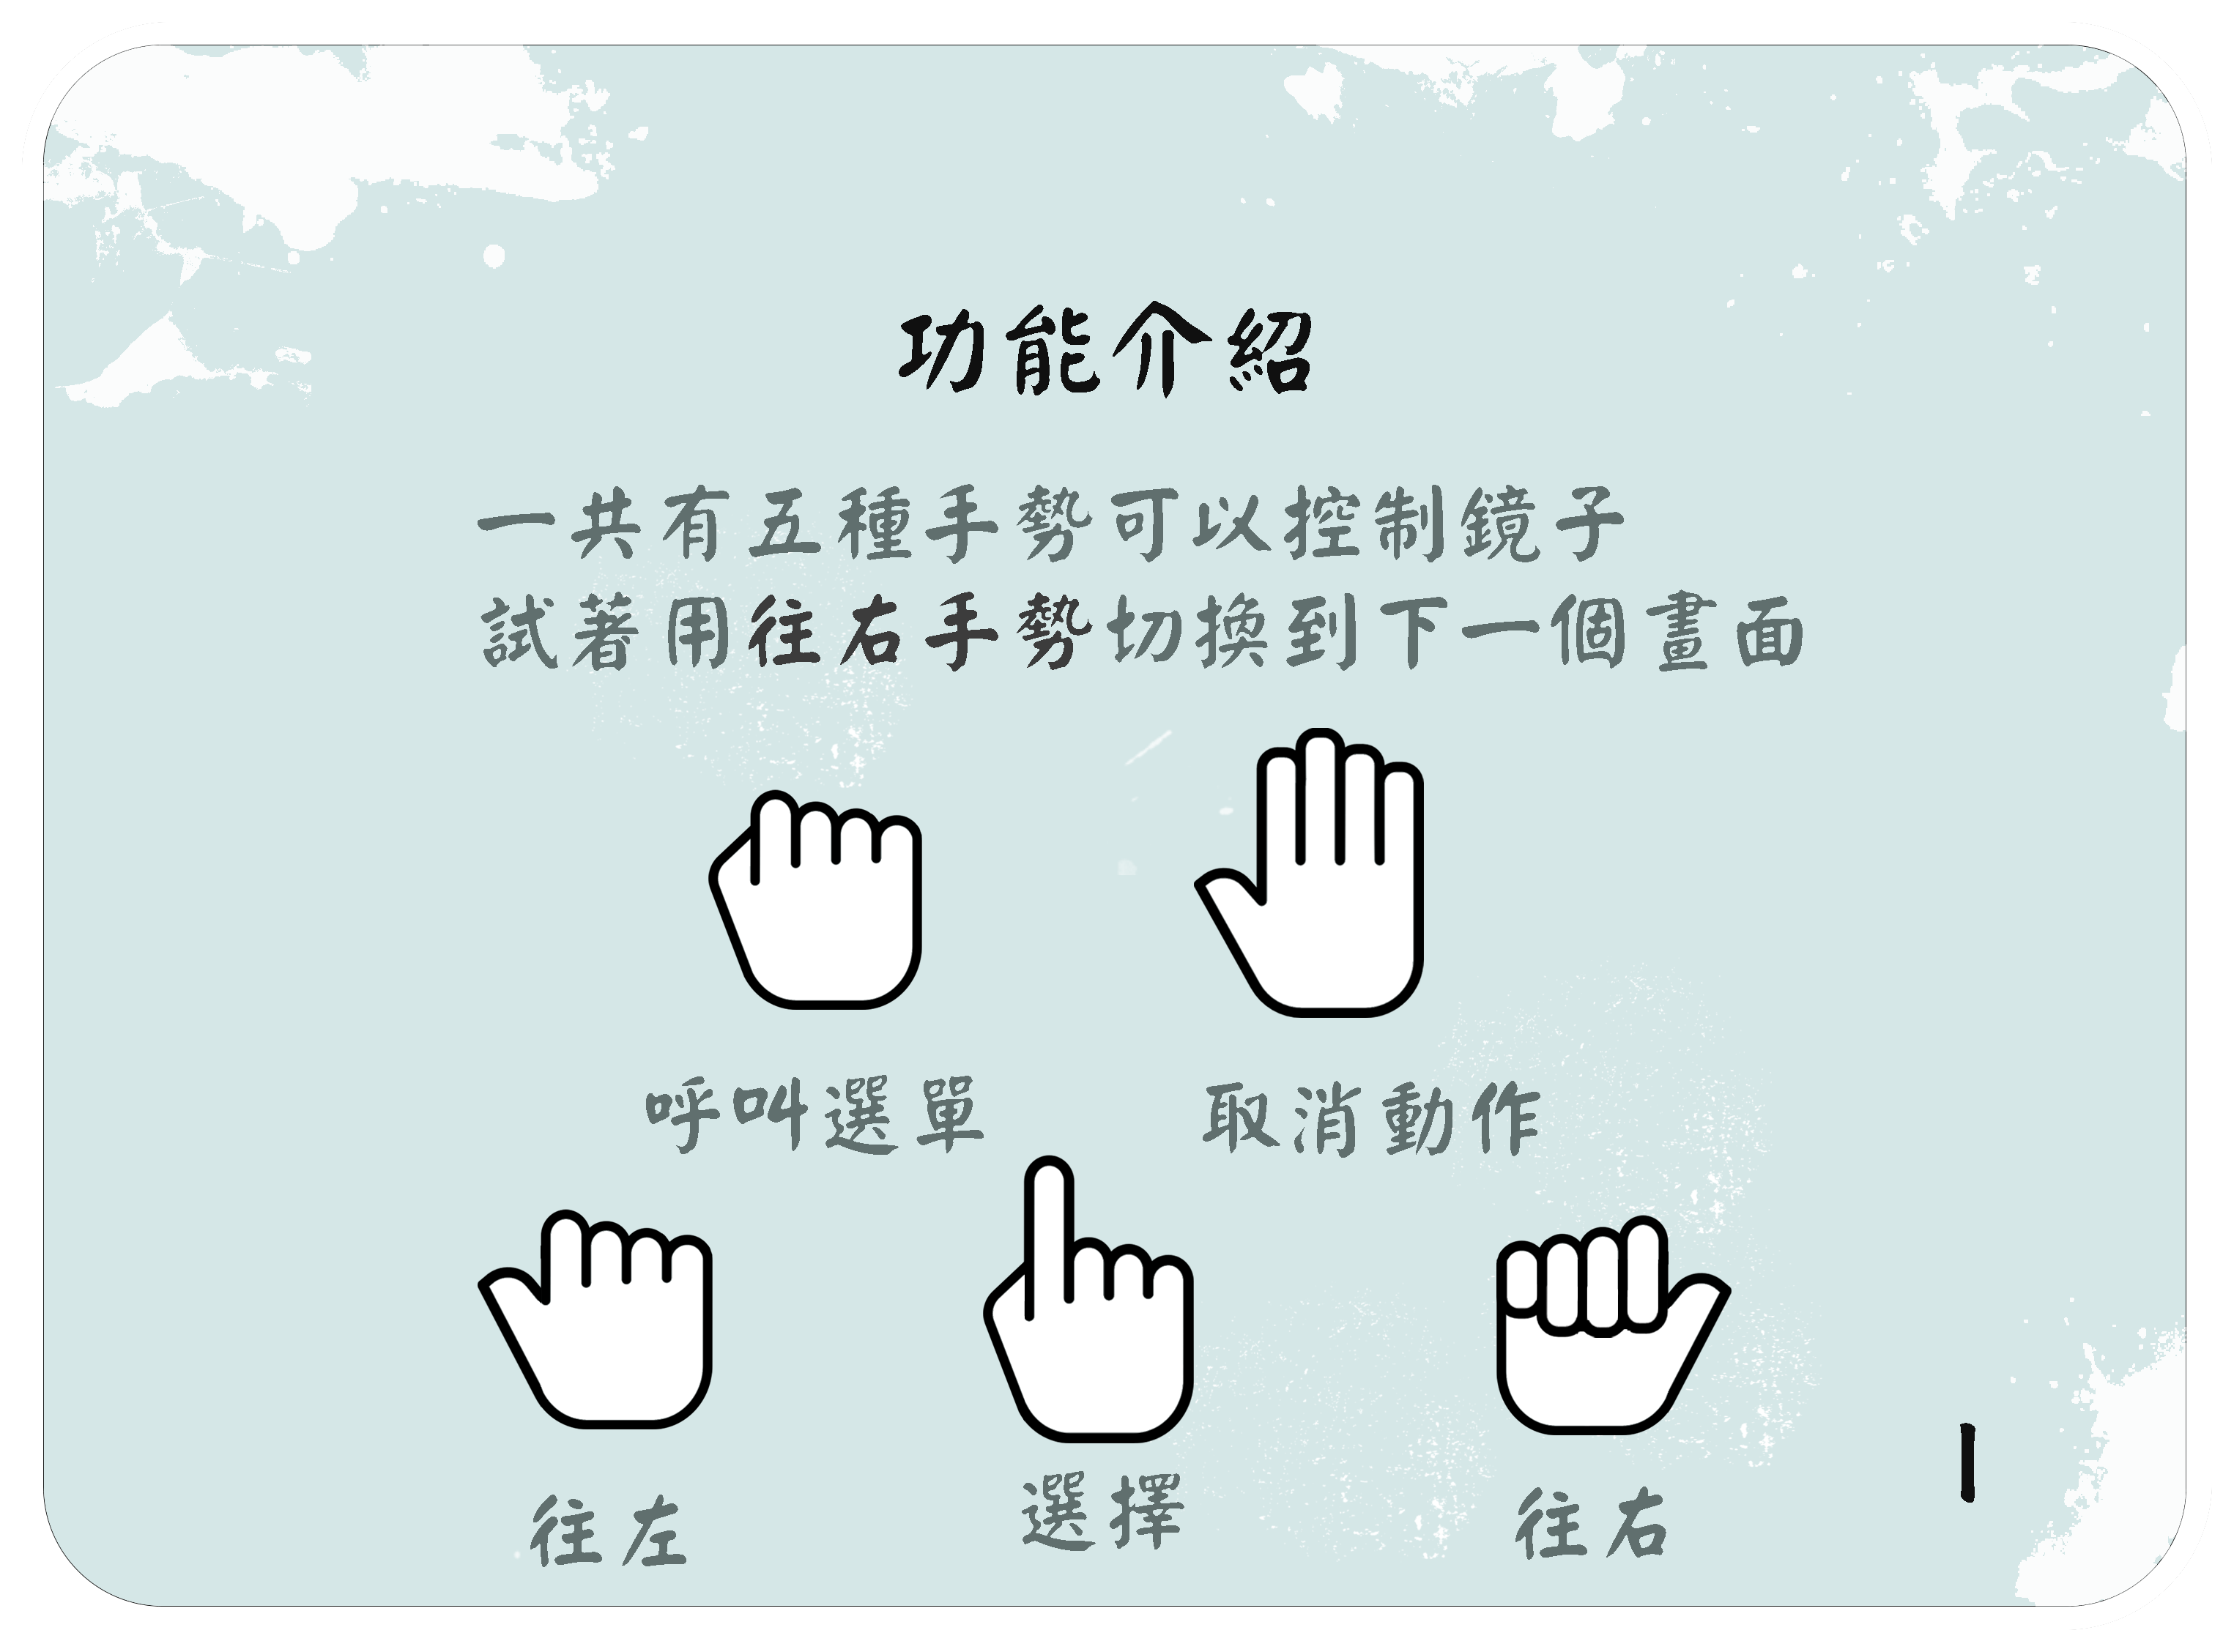 功能介紹
一共有五種手勢可以控制鏡子
試著用往右手勢切換到下一個畫面
呼叫選單
取消動作
往左
選擇
往右
1